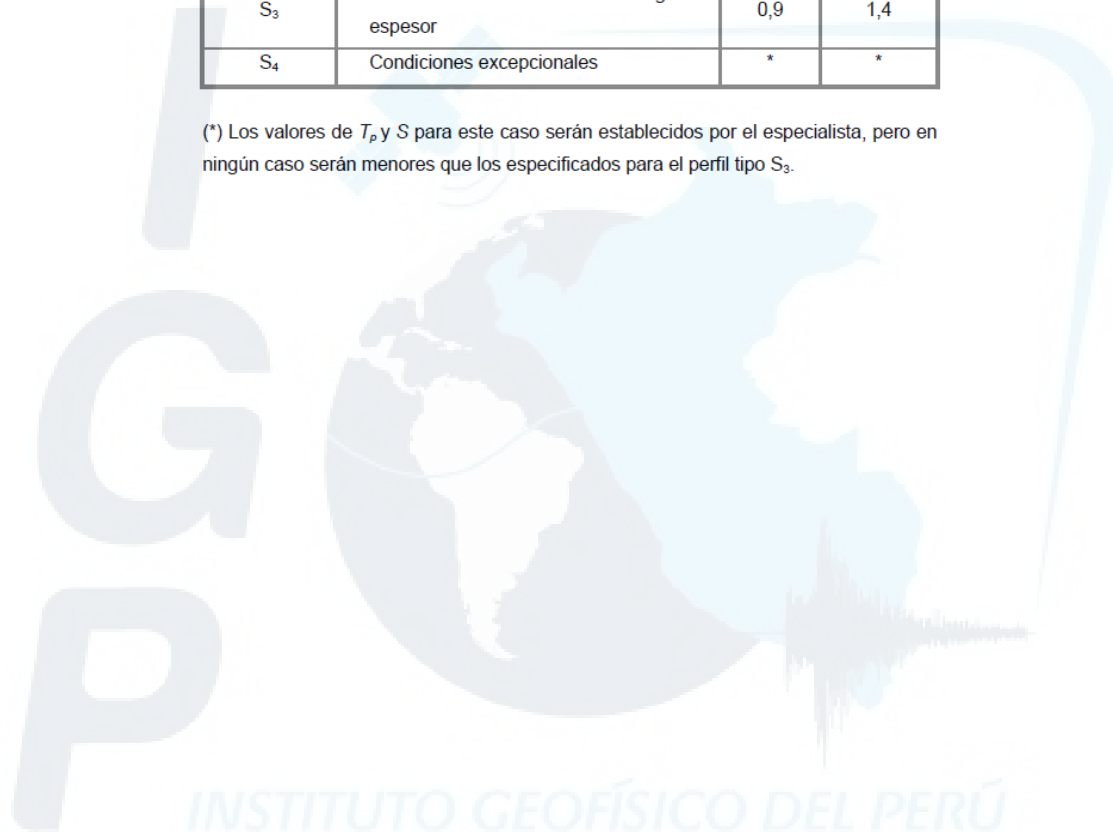 S₃ espesor 0,9 1,4
S₄ Condiciones excepcionales * *
(*) Los valores de Tₚ y S para este caso serán establecidos por el especialista, pero en
ningún caso serán menores que los especificados para el perfil tipo S₃.
I
G
P
INSTITUTO GEOFÍSICO DEL PERÚ